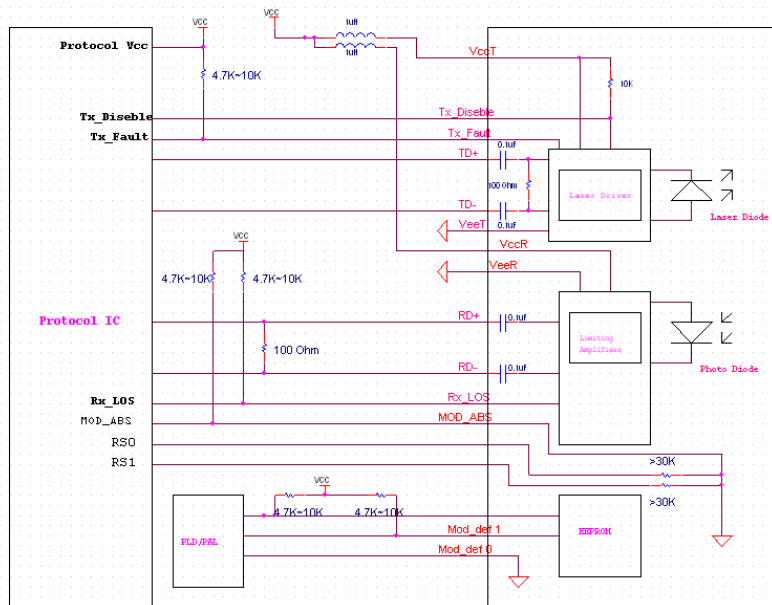 VCC
VCC
1uH
1uH
Protocol Vcc
VccT
4.7K~10K
10K
Tx_Diseble
Tx_Diseble
Tx_Fault
Tx_Fault
0.1uf
TD+
100 Ohm
Laser Driver
TD-
Laser Diode
VeeT
0.1uf
VCC
VccR
VeeR
4.7K~10K
4.7K~10K
Protocol IC
RD+
0.1uf
Limiting
Amplifiers
100 Ohm
RD-
0.1uf
Photo Diode
Rx_LOS
Rx_LOS
MOD_ABS
MOD_ABS
RS0
RS1
>30K
VCC
>30K
4.7K~10K
4.7K~10K
PLD/PAL
Mod_def 1
EEPROM
Mod_def 0